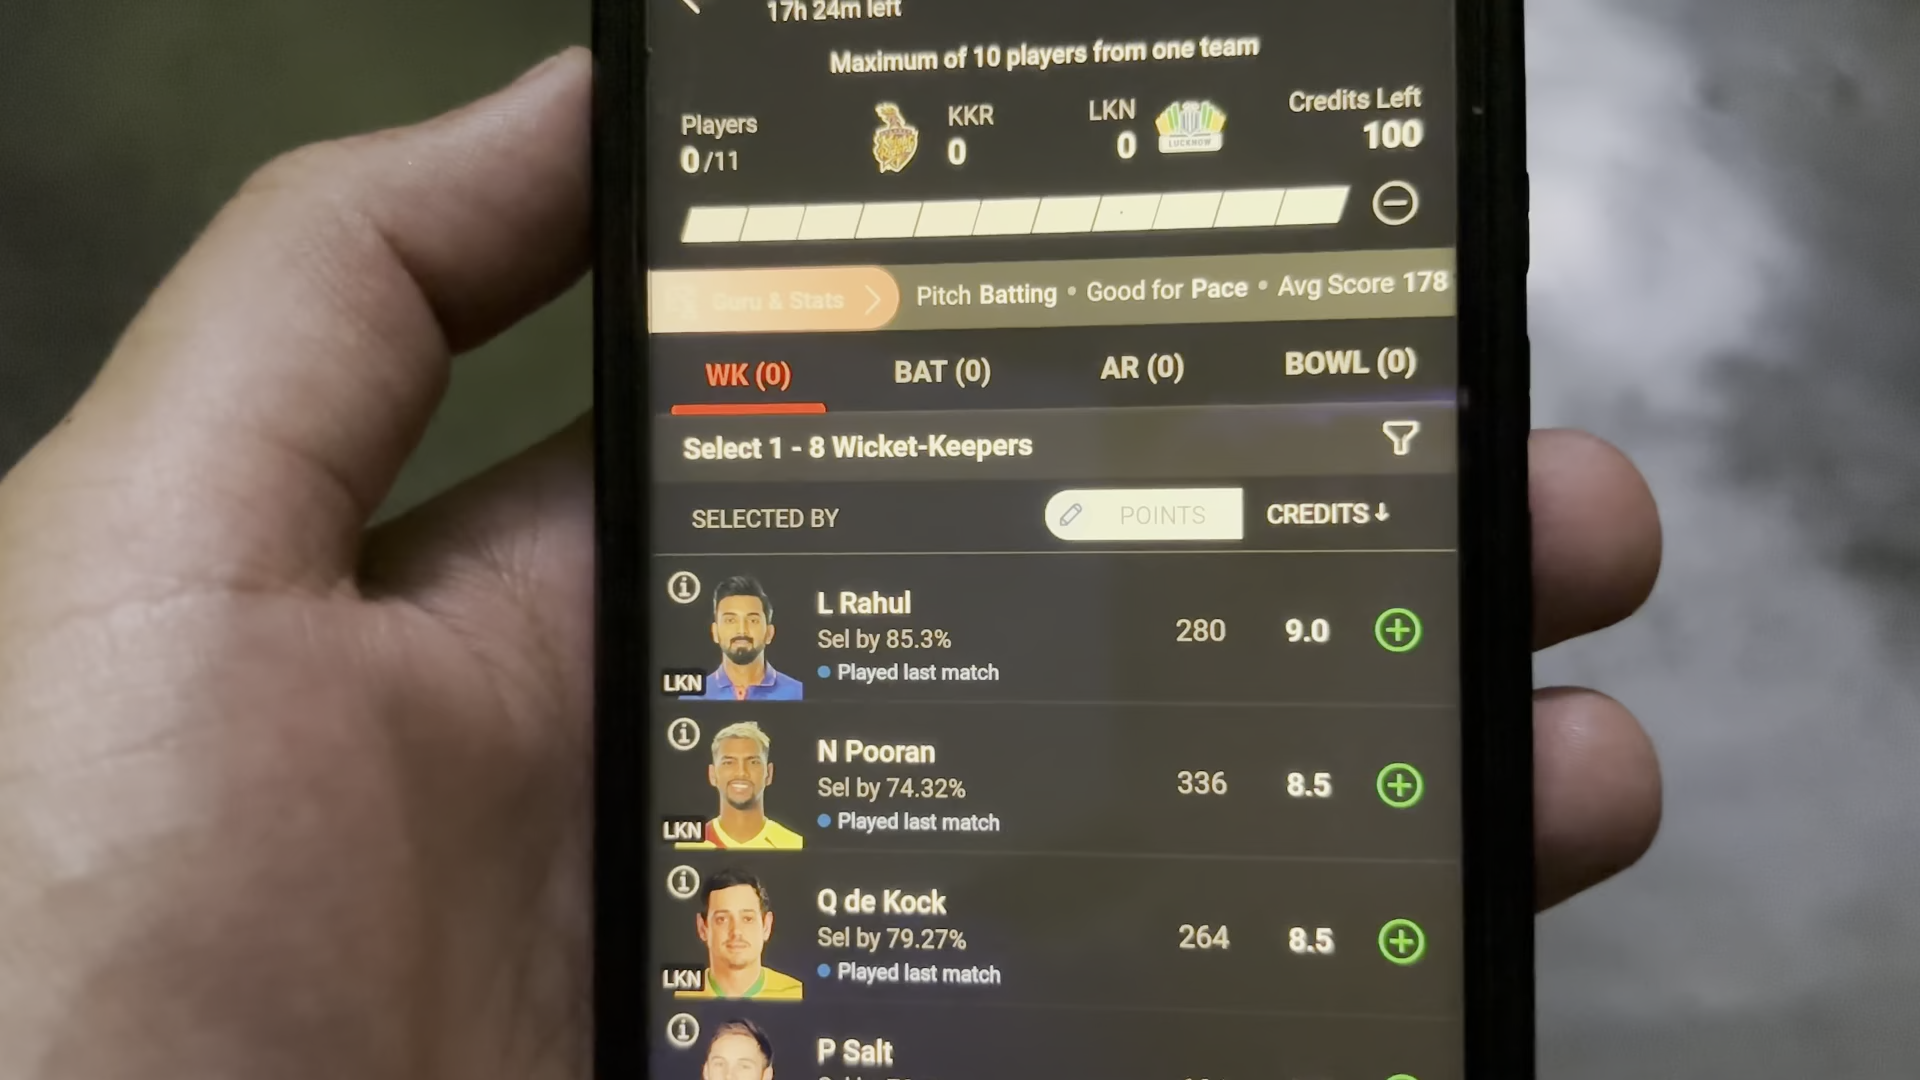 17h 24m left
Maximum of 10 players from one team
Players
0/11
KKR
0
LKN
0
LUCKNOW
Credits Left
100
Guru & Stats
Pitch Batting • Good for Pace • Avg Score 178
WK (0)
BAT (0)
AR (0)
BOWL (0)
Select 1 - 8 Wicket-Keepers
SELECTED BY
POINTS
CREDITS↓
L Rahul
Sel by 85.3%
Played last match
LKN
280
9.0
N Pooran
Sel by 74.32%
Played last match
LKN
336
8.5
Q de Kock
Sel by 79.27%
Played last match
LKN
264
8.5
P Salt